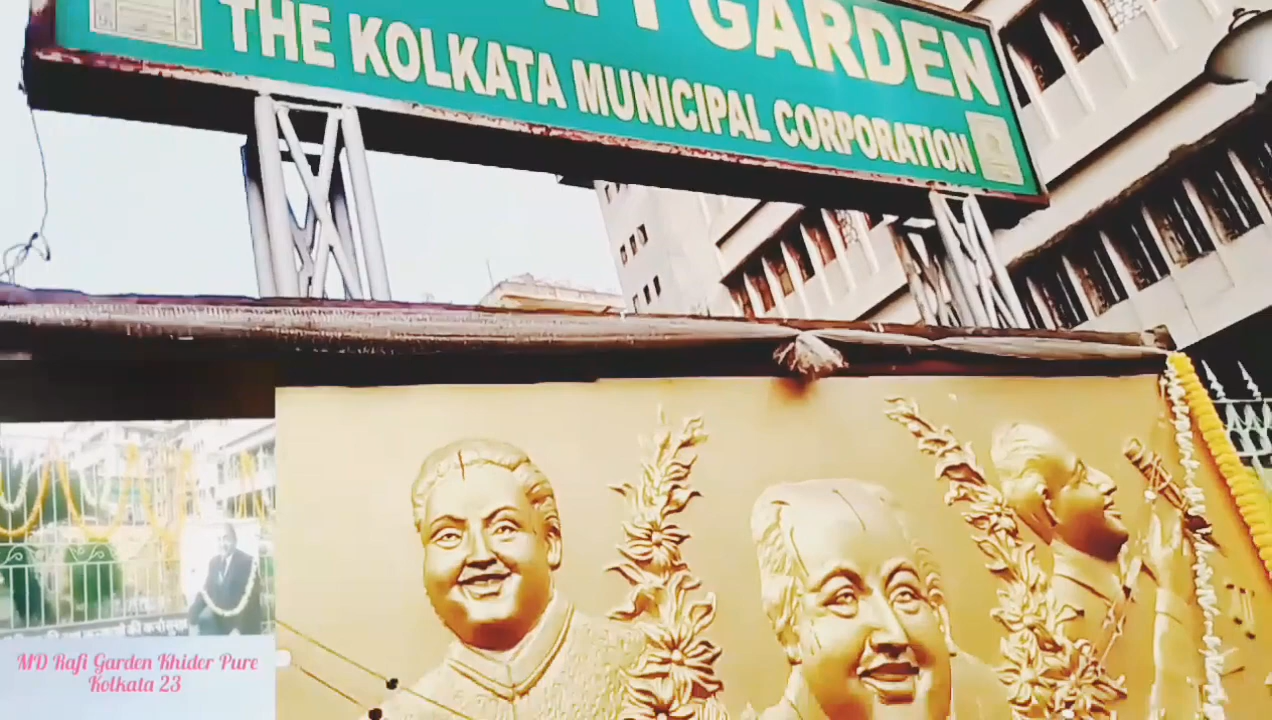 GARDEN
THE KOLKATA MUNICIPAL CORPORATION
MD Rafi Garden Khider Pure
Kolkata 23